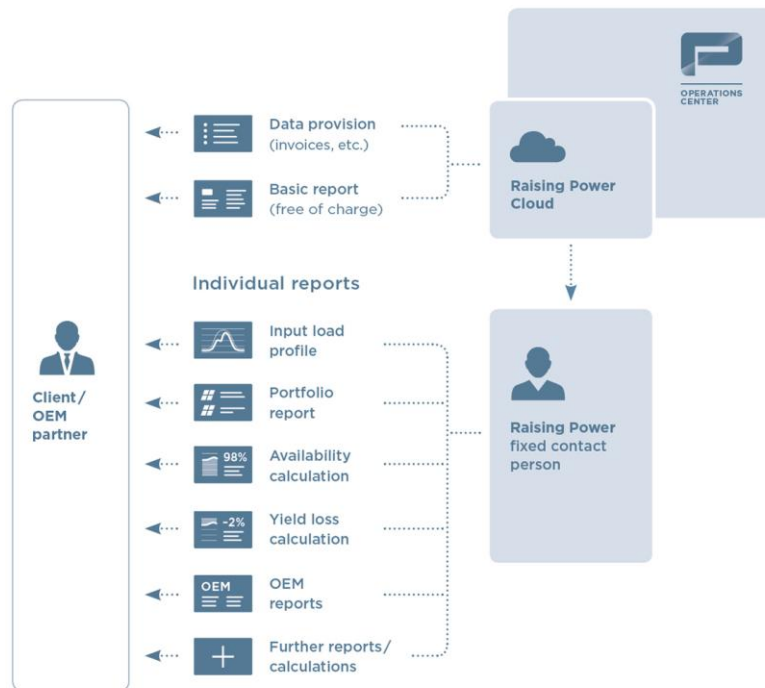 OPERATIONS
CENTER
Data provision
(invoices, etc.)
Basic report
(free of charge)
Raising Power
Cloud
Individual reports
Input load
profile
Portfolio
report
98%
Availability
calculation
-2%
Yield loss
calculation
OEM
OEM
reports
+
Further reports/
calculations
Client/
OEM
partner
Raising Power
fixed contact
person